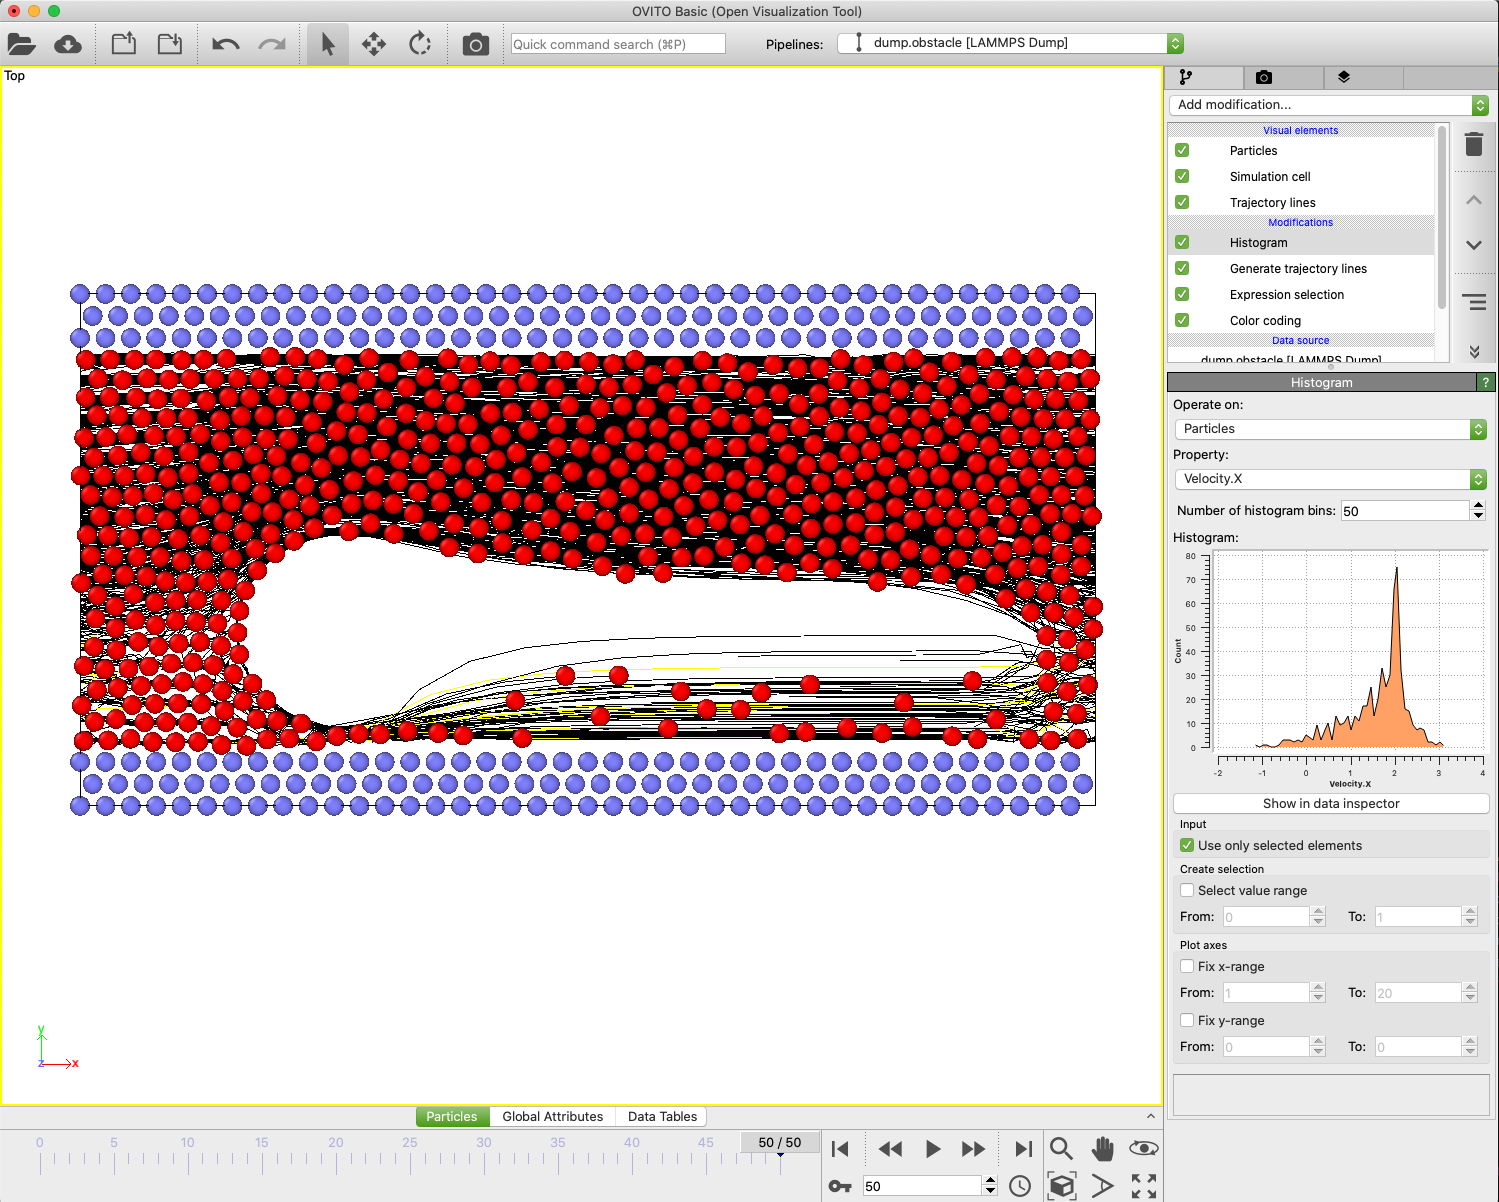 OVITO Basic (Open Visualization Tool)
Quick command search (⌘P)
Pipelines:
dump.obstacle [LAMMPS Dump]
Top
Add modification...
Visual elements
Particles
Simulation cell
Trajectory lines
Modifications
Histogram
Generate trajectory lines
Expression selection
Color coding
Data source
dump.obstacle [LAMMPS Dump]
Histogram
?
Operate on:
Particles
Property:
Velocity.X
Number of histogram bins: 50
Histogram:
80
70
60
50
40
30
20
10
0
Count
-2 -1 0 1 2 3 4
Velocity.X
Show in data inspector
Input
Use only selected elements
Create selection
Select value range
From: 0 To: 1
Plot axes
Fix x-range
From: 1 To: 20
Fix y-range
From: 0 To: 0
y
z x
Particles Global Attributes Data Tables
0 5 10 15 20 25 30 35 40 45 50 / 50
50